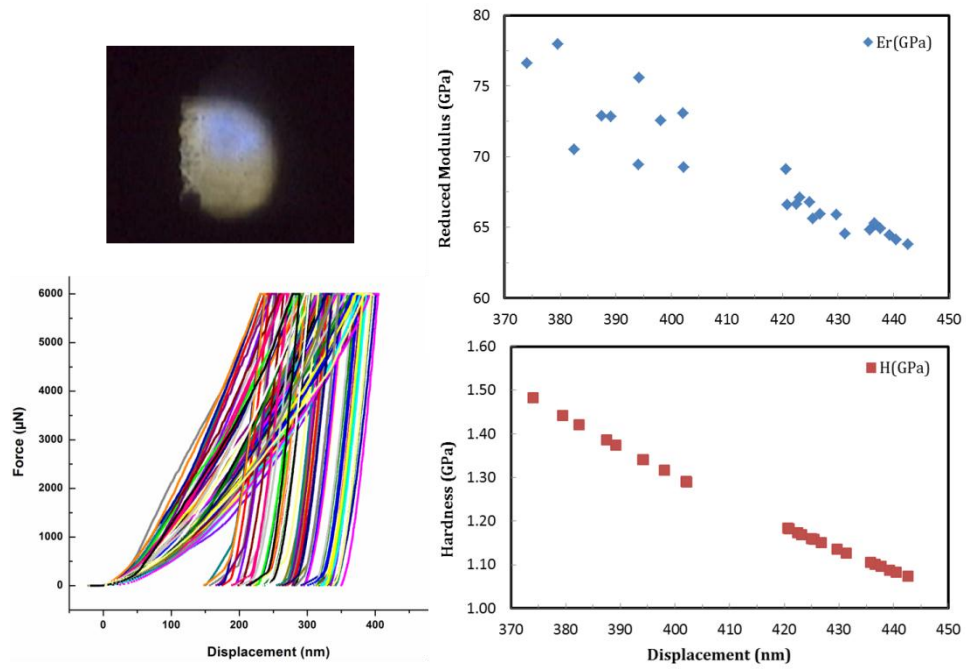 80
75
70
65
60
Reduced Modulus (GPa)
Er(GPa)
370 380 390 400 410 420 430 440 450
6000
5000
4000
3000
2000
1000
0
Force (µN)
0 100 200 300 400
Displacement (nm)
1.60
1.50
1.40
1.30
1.20
1.10
1.00
Hardness (GPa)
H(GPa)
370 380 390 400 410 420 430 440 450
Displacement (nm)